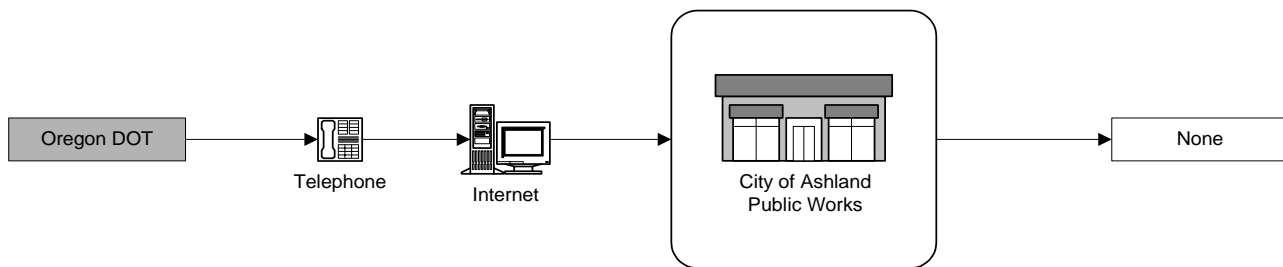 Oregon DOT
Telephone
Internet
City of Ashland
Public Works
None